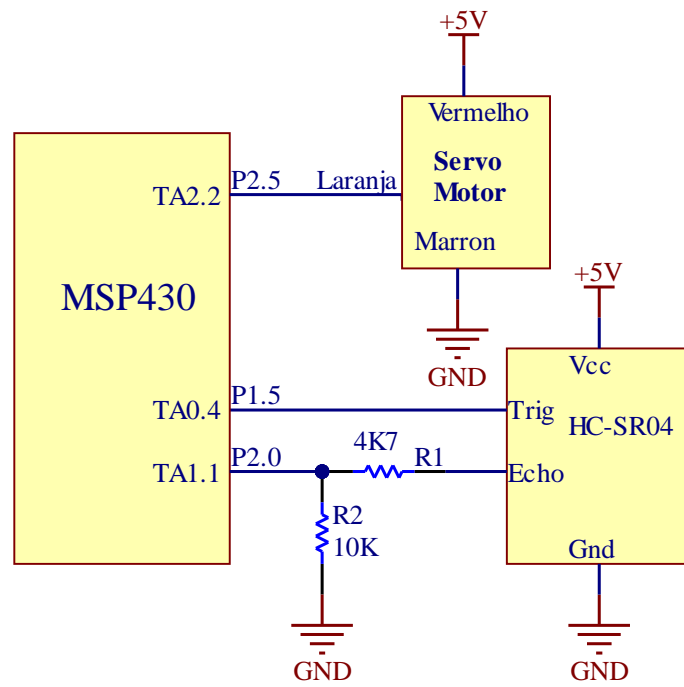 +5V
Vermelho
Servo
Motor
Marron
GND
TA2.2
P2.5
Laranja
MSP430
TA0.4
P1.5
TA1.1
P2.0
4K7
R1
R2
10K
GND
+5V
Vcc
HC-SR04
Trig
Echo
Gnd
GND